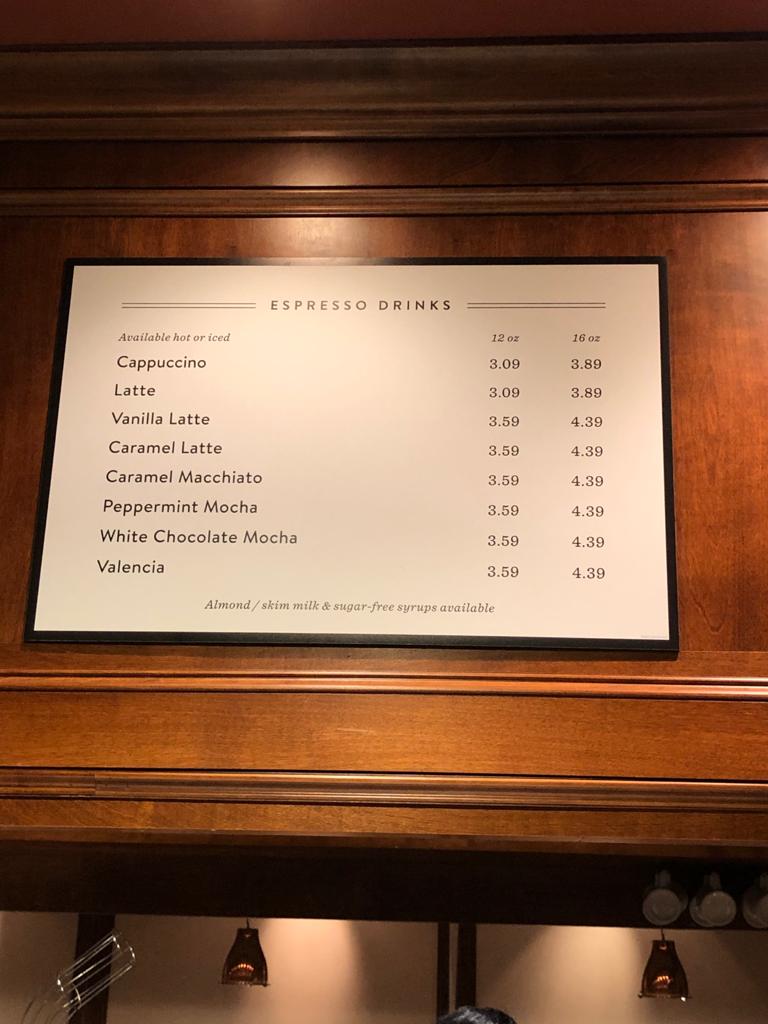 ESPRESSO DRINKS
Available hot or iced 12 oz 16 oz
Cappuccino 3.09 3.89
Latte 3.09 3.89
Vanilla Latte 3.59 4.39
Caramel Latte 3.59 4.39
Caramel Macchiato 3.59 4.39
Peppermint Mocha 3.59 4.39
White Chocolate Mocha 3.59 4.39
Valencia 3.59 4.39
Almond / skim milk & sugar-free syrups available